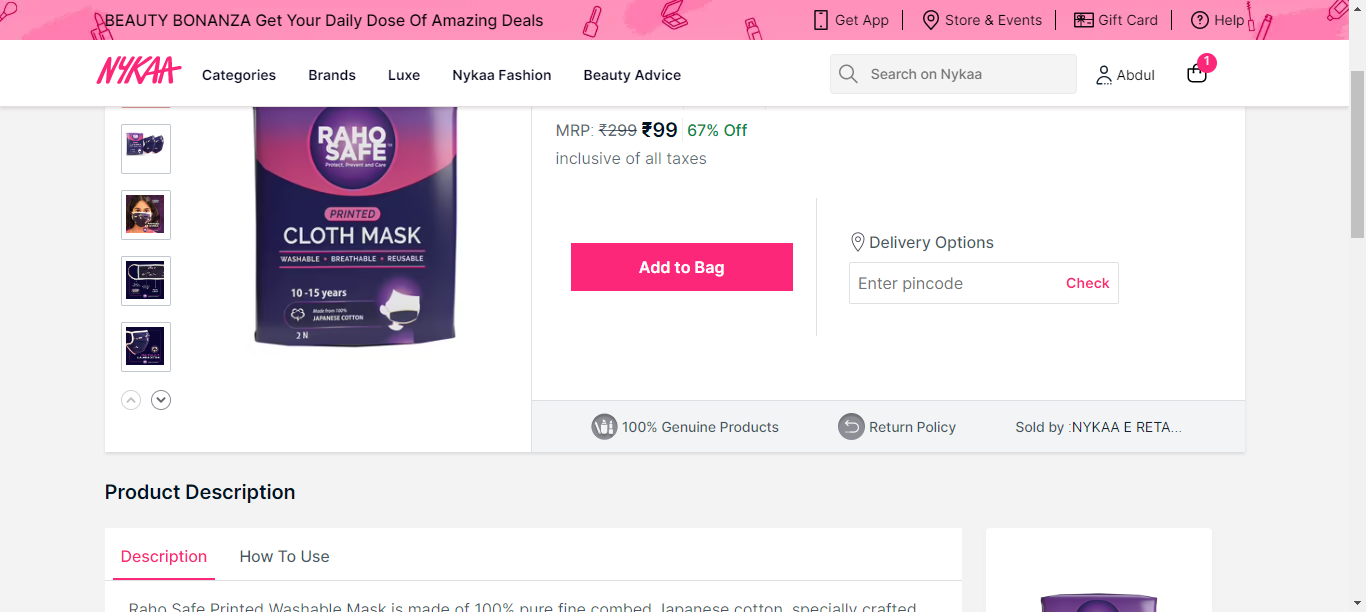 BEAUTY BONANZA Get Your Daily Dose Of Amazing Deals
Get App
Store & Events
Gift Card
Help
NYKAA
Categories
Brands
Luxe
Nykaa Fashion
Beauty Advice
Search on Nykaa
Abdul
1
RAHO
SAFE
Protect, Prevent and Care
PRINTED
CLOTH MASK
WASHABLE • BREATHABLE • REUSABLE
10-15 years
Made from 100%
JAPANESE COTTON
2 N
MRP: ₹299 ₹99 67% Off
inclusive of all taxes
Add to Bag
Delivery Options
Enter pincode
Check
100% Genuine Products
Return Policy
Sold by :NYKAA E RETA...
Product Description
Description
How To Use
Raho Safe Printed Washable Mask is made of 100% pure fine combed Japanese cotton, specially crafted